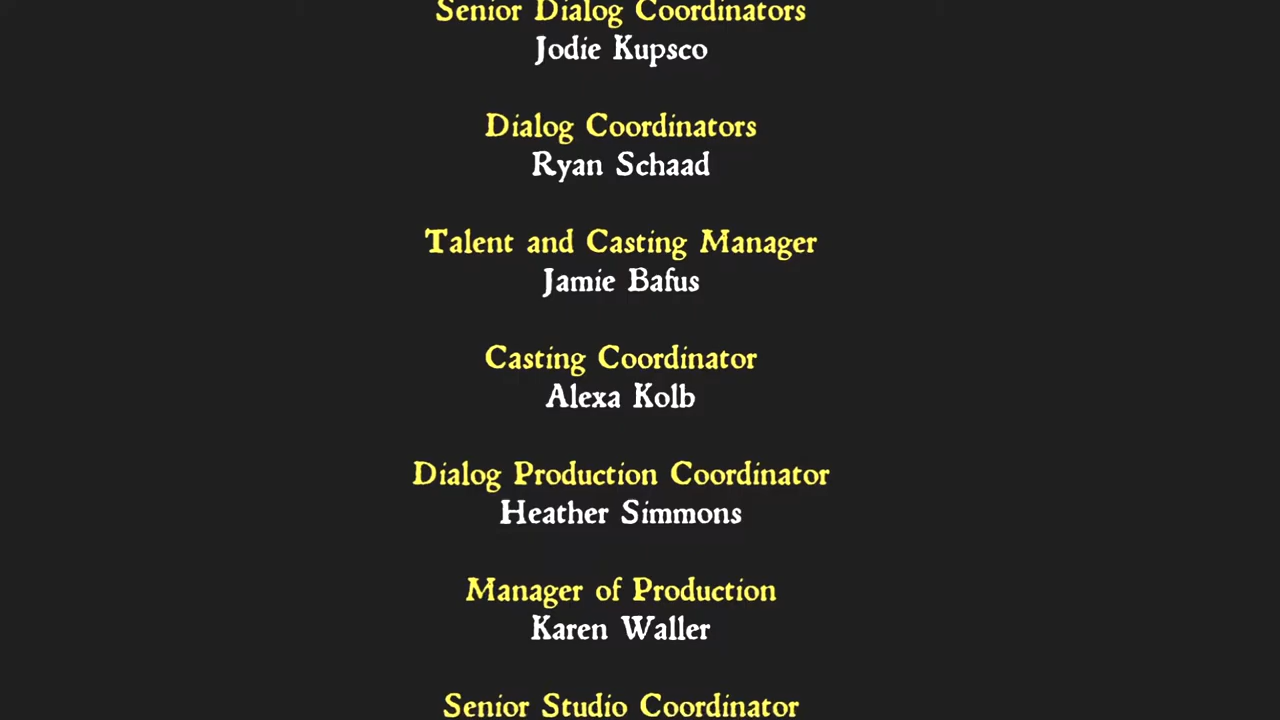 Senior Dialog Coordinators
Jodie Kupsco
Dialog Coordinators
Ryan Schaad
Talent and Casting Manager
Jamie Bafus
Casting Coordinator
Alexa Kolb
Dialog Production Coordinator
Heather Simmons
Manager of Production
Karen Waller
Senior Studio Coordinator